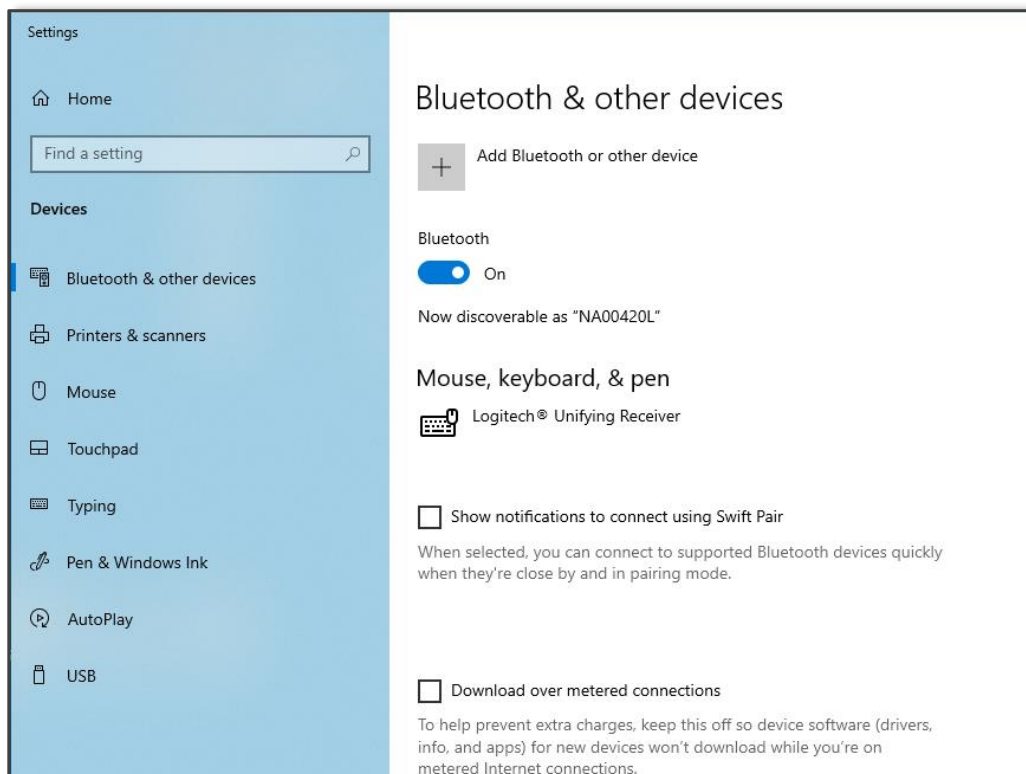 Settings
Home
Find a setting
Devices
Bluetooth & other devices
Printers & scanners
Mouse
Touchpad
Typing
Pen & Windows Ink
AutoPlay
USB
Bluetooth & other devices
Add Bluetooth or other device
Bluetooth
On
Now discoverable as “NA00420L”
Mouse, keyboard, & pen
Logitech® Unifying Receiver
Show notifications to connect using Swift Pair
When selected, you can connect to supported Bluetooth devices quickly
when they're close by and in pairing mode.
Download over metered connections
To help prevent extra charges, keep this off so device software (drivers,
info, and apps) for new devices won’t download while you’re on
metered Internet connections.